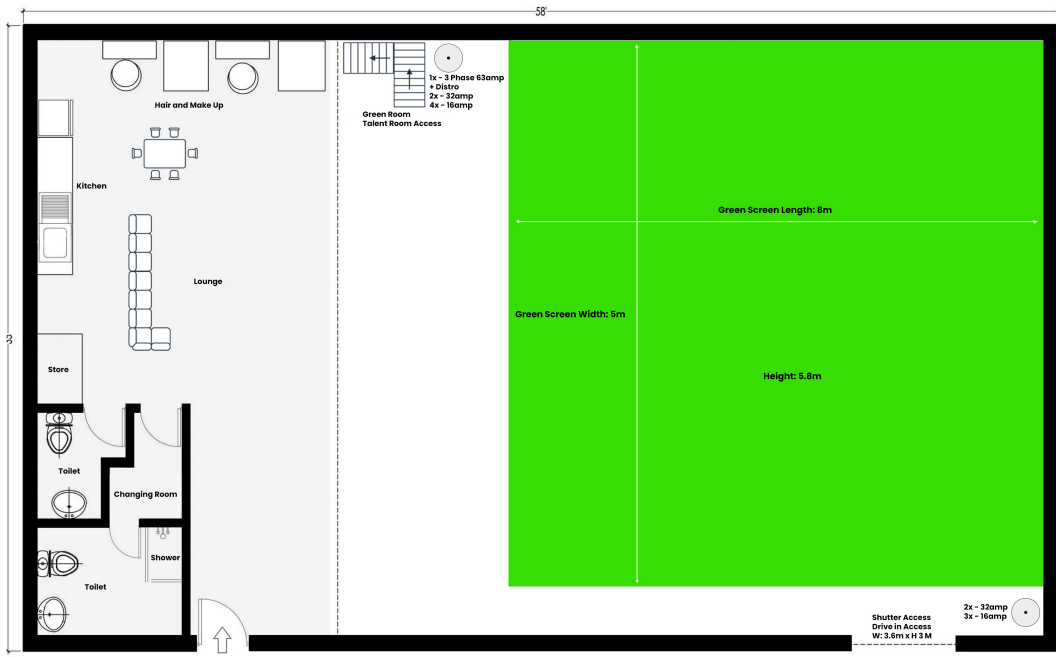 58'
1x - 3 Phase 63amp
+ Distro
2x - 32amp
4x - 16amp
Hair and Make Up
Green Room
Talent Room Access
Kitchen
Green Screen Length: 8m
Lounge
Green Screen Width: 5m
Store
Height: 5.8m
Toilet
Changing Room
Shower
Toilet
2x - 32amp
3x - 16amp
Shutter Access
Drive in Access
W: 3.6m x H 3 M